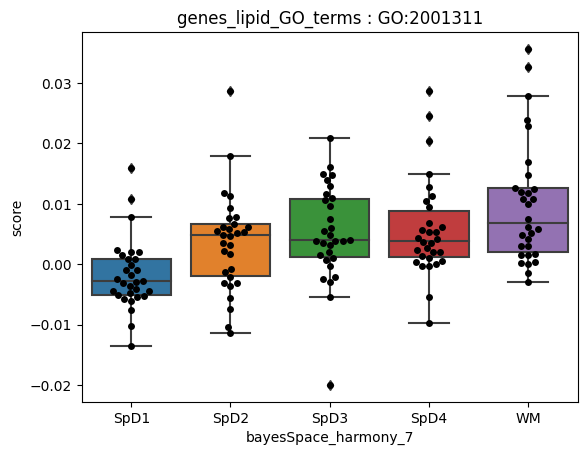 genes_lipid_GO_terms : GO:2001311
score
0.03
0.02
0.01
0.00
−0.01
−0.02
SpD1 SpD2 SpD3 SpD4 WM
bayesSpace_harmony_7